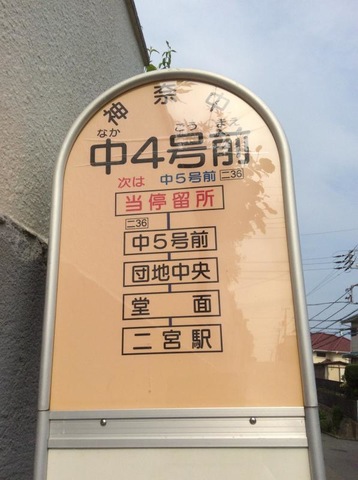 神奈中
なか こう まえ
中4号前
次は 中5号前 二36
当停留所
二36
中5号前
団地中央
堂面
二宮駅